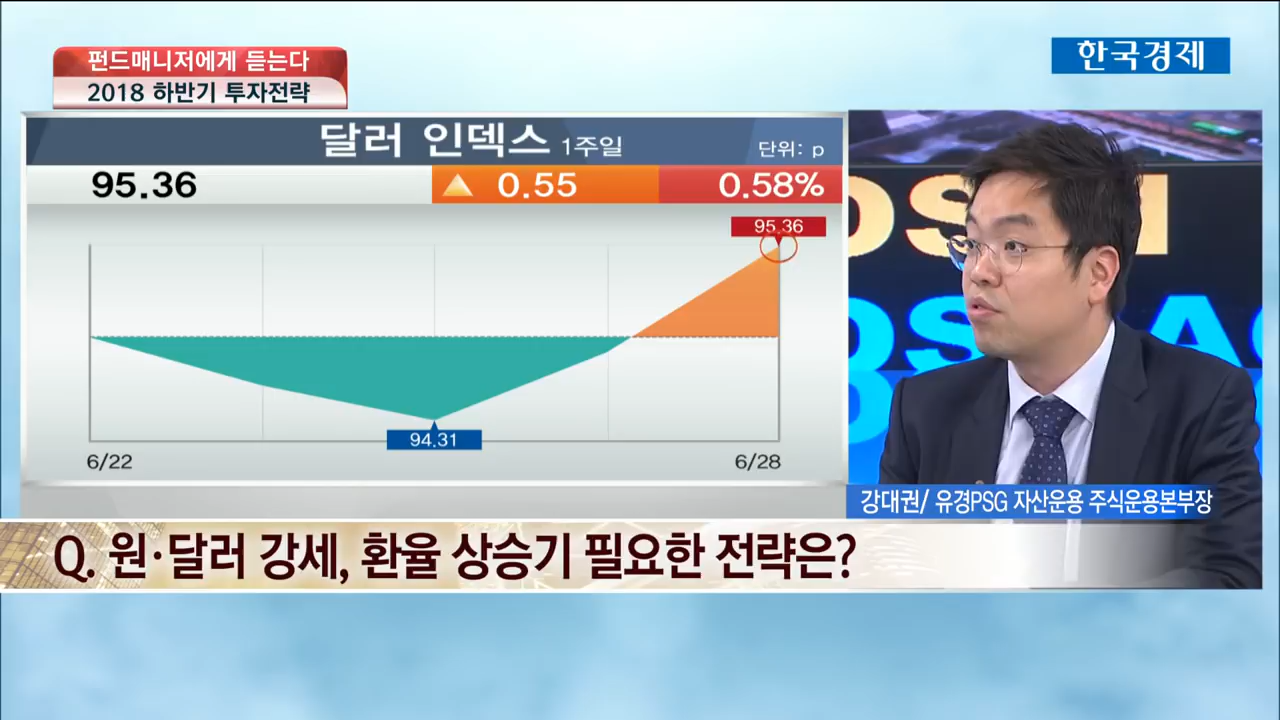 펀드매니저에게 듣는다
2018 하반기 투자전략
한국경제
달러 인덱스 1주일
단위: p
95.36
0.55
0.58%
95.36
94.31
6/22
6/28
강대권/ 유경PSG 자산운용 주식운용본부장
Q. 원·달러 강세, 환율 상승기 필요한 전략은?